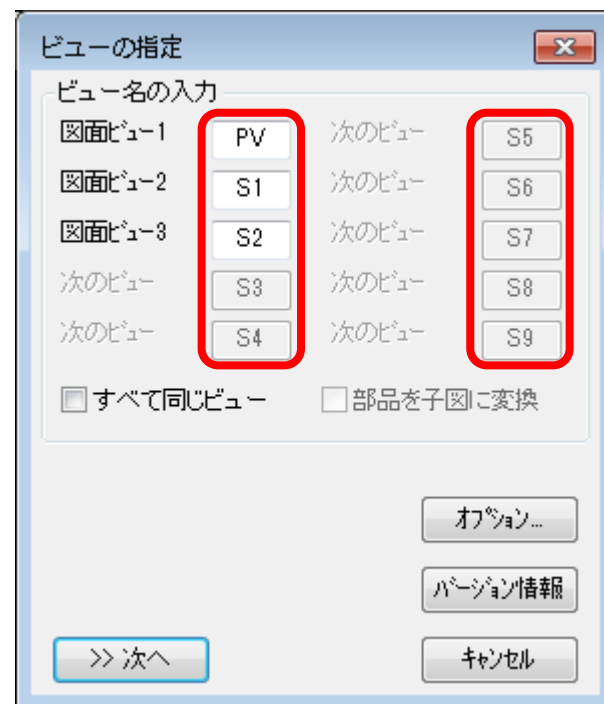 ビューの指定
ビュー名の入力
図面ﾋﾞｭｰ1 PV 次のﾋﾞｭｰ S5
図面ﾋﾞｭｰ2 S1 次のﾋﾞｭｰ S6
図面ﾋﾞｭｰ3 S2 次のﾋﾞｭｰ S7
次のﾋﾞｭｰ S3 次のﾋﾞｭｰ S8
次のﾋﾞｭｰ S4 次のﾋﾞｭｰ S9
すべて同じビュー 部品を子図に変換
ｵﾌﾟｼｮﾝ...
ﾊﾞｰｼﾞｮﾝ情報
>> 次へ ｷｬﾝｾﾙ